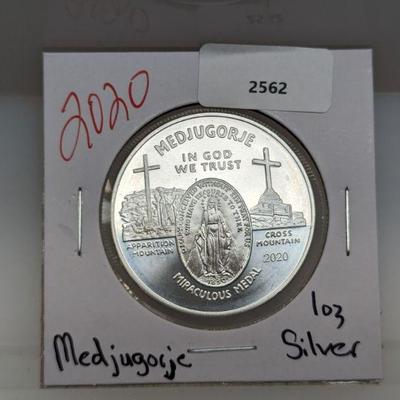 2020
2562
MEDJUGORJE
IN GOD
WE TRUST
APPARITION
MOUNTAIN
CROSS
MOUNTAIN
2020
MIRACULOUS MEDAL
Medjugorje
1oz
Silver